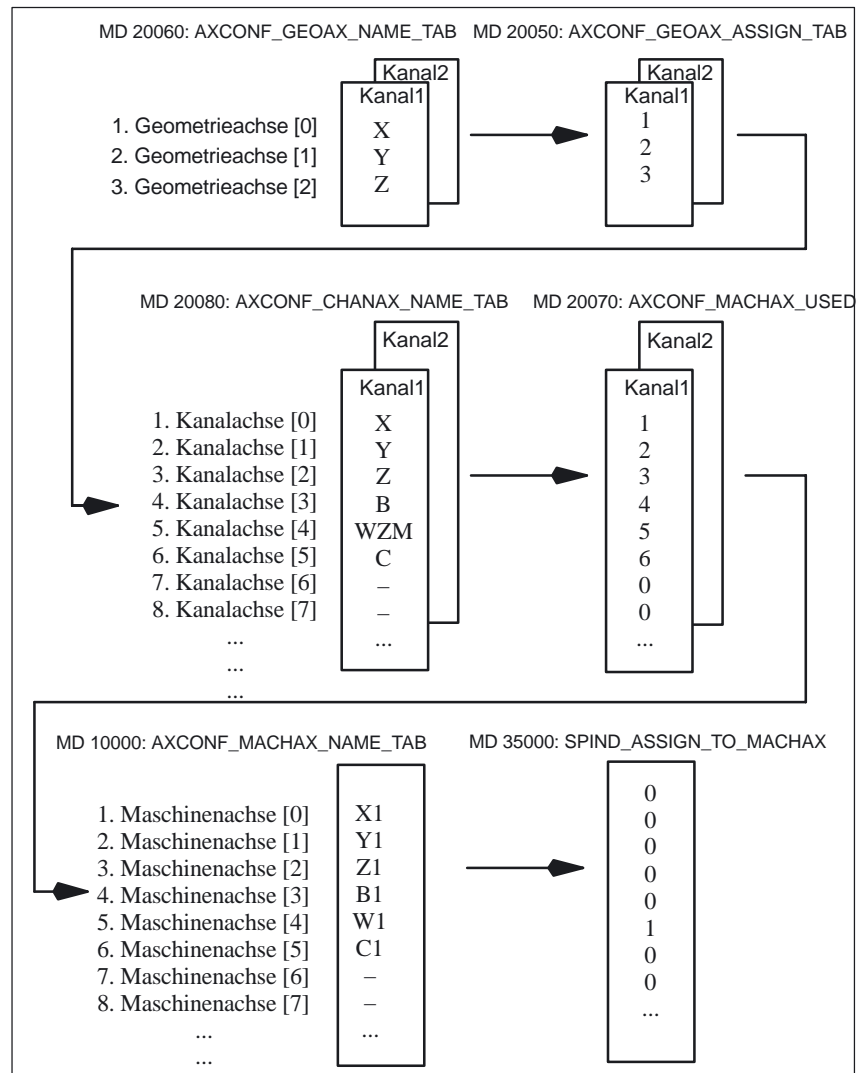 MD 20060: AXCONF_GEOAX_NAME_TAB MD 20050: AXCONF_GEOAX_ASSIGN_TAB
Kanal2 Kanal2
Kanal1 Kanal1
1. Geometrieachse [0] X 1
2. Geometrieachse [1] Y 2
3. Geometrieachse [2] Z 3
MD 20080: AXCONF_CHANAX_NAME_TAB MD 20070: AXCONF_MACHAX_USED
Kanal2 Kanal2
Kanal1 Kanal1
1. Kanalachse [0] X 1
2. Kanalachse [1] Y 2
3. Kanalachse [2] Z 3
4. Kanalachse [3] B 4
5. Kanalachse [4] WZM 5
6. Kanalachse [5] C 6
7. Kanalachse [6] – 0
8. Kanalachse [7] – 0
... ... ...
...
...
MD 10000: AXCONF_MACHAX_NAME_TAB MD 35000: SPIND_ASSIGN_TO_MACHAX
1. Maschinenachse [0] X1 0
2. Maschinenachse [1] Y1 0
3. Maschinenachse [2] Z1 0
4. Maschinenachse [3] B1 0
5. Maschinenachse [4] W1 0
6. Maschinenachse [5] C1 1
7. Maschinenachse [6] – 0
8. Maschinenachse [7] – 0
... ... ...
...